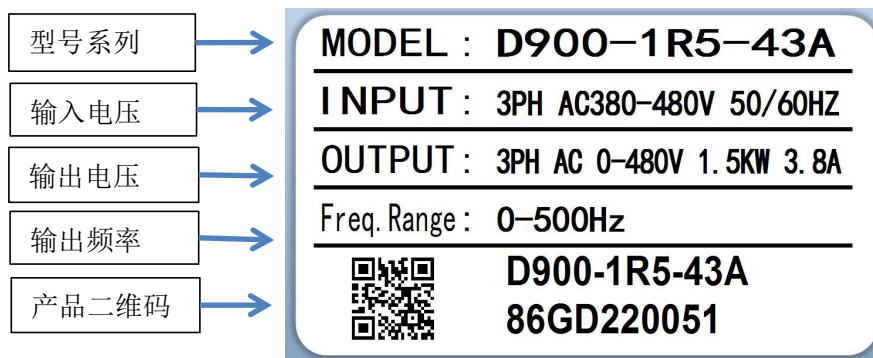 型号系列
MODEL : D900-1R5-43A
输入电压
INPUT : 3PH AC380-480V 50/60HZ
输出电压
OUTPUT : 3PH AC 0-480V 1.5KW 3.8A
输出频率
Freq.Range : 0-500Hz
产品二维码
D900-1R5-43A
86GD220051